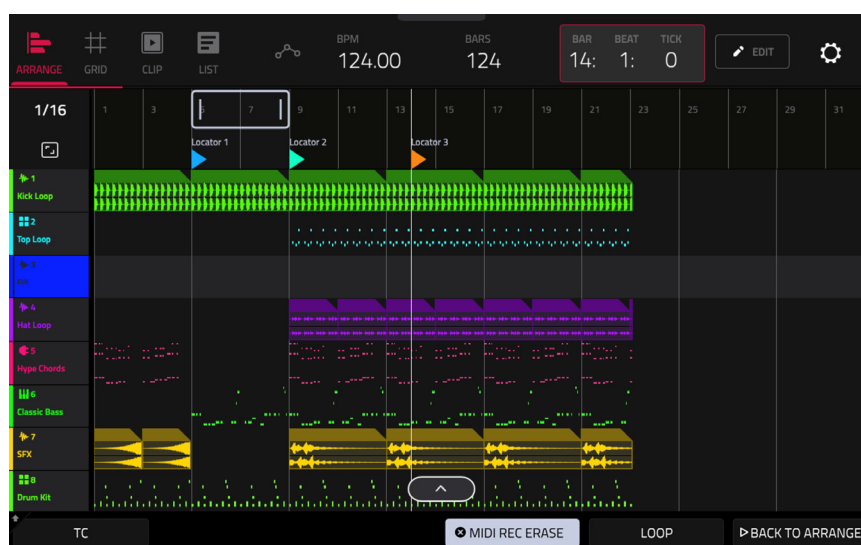 BPM BARS BAR BEAT TICK
ARRANGE GRID CLIP LIST 124.00 124 14: 1: 0 EDIT
1/16 1 3 5 7 9 11 13 15 17 19 21 23 25 27 29 31
Locator 1 Locator 2 Locator 3
1
Kick Loop
2
Top Loop
3
Fill
4
Hat Loop
5
Hype Chords
6
Classic Bass
7
SFX
8
Drum Kit
TC MIDI REC ERASE LOOP BACK TO ARRANGE